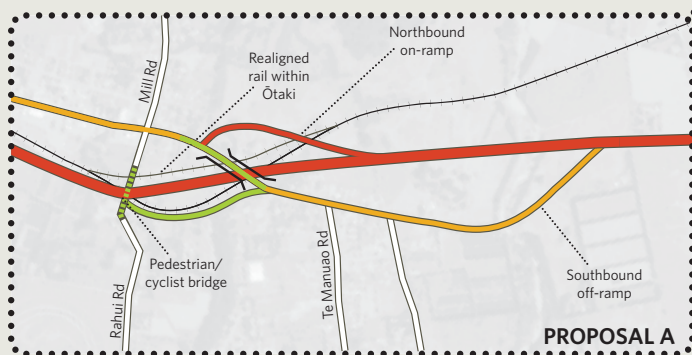 Northbound
on-ramp
Realigned
rail within
Ōtaki
Mill Rd
Pedestrian/
cyclist bridge
Rahui Rd
Te Manuao Rd
Southbound
off-ramp
PROPOSAL A